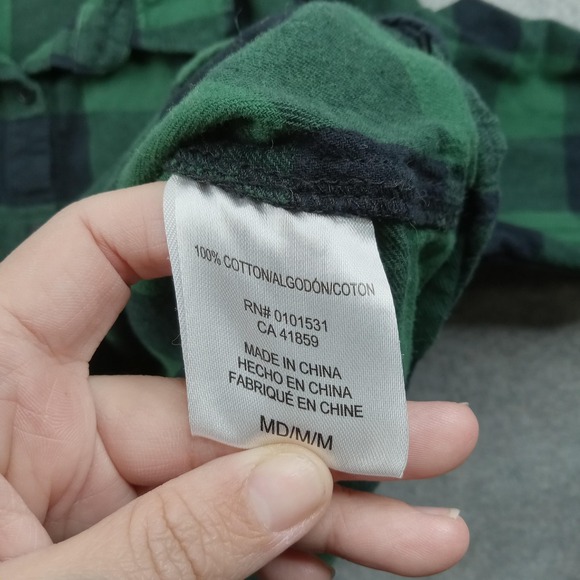 100% COTTON/ALGODÓN/COTON
RN# 0101531
CA 41859
MADE IN CHINA
HECHO EN CHINA
FABRIQUÉ EN CHINE
MD/M/M